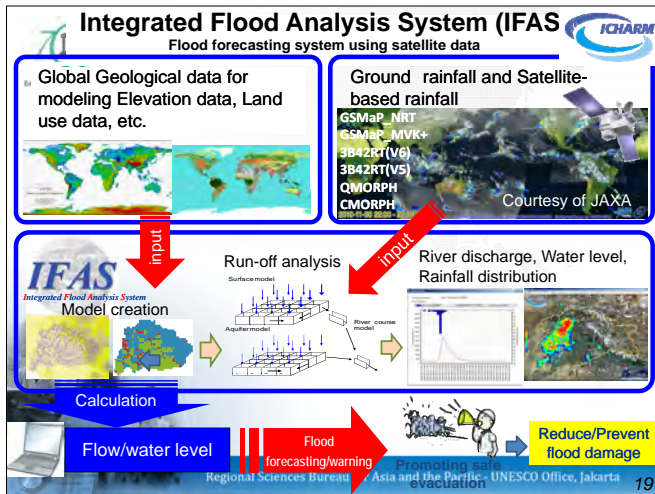 Integrated Flood Analysis System (IFAS
Flood forecasting system using satellite data
ICHARM
Global Geological data for
modeling Elevation data, Land
use data, etc.
Ground rainfall and Satellite-
based rainfall
GSMaP_NRT
GSMaP_MVK+
3B42RT(V6)
3B42RT(V5)
QMORPH
CMORPH
Courtesy of JAXA
input
input
IFAS
Integrated Flood Analysis System
Model creation
Run-off analysis
Surface model
Aquifer model
River course
model
River discharge, Water level,
Rainfall distribution
Calculation
Flow/water level
Flood
forecasting/warning
Promoting safe
evacuation
Reduce/Prevent
flood damage
Regional Sciences Bureau for Asia and the Pacific - UNESCO Office, Jakarta
19